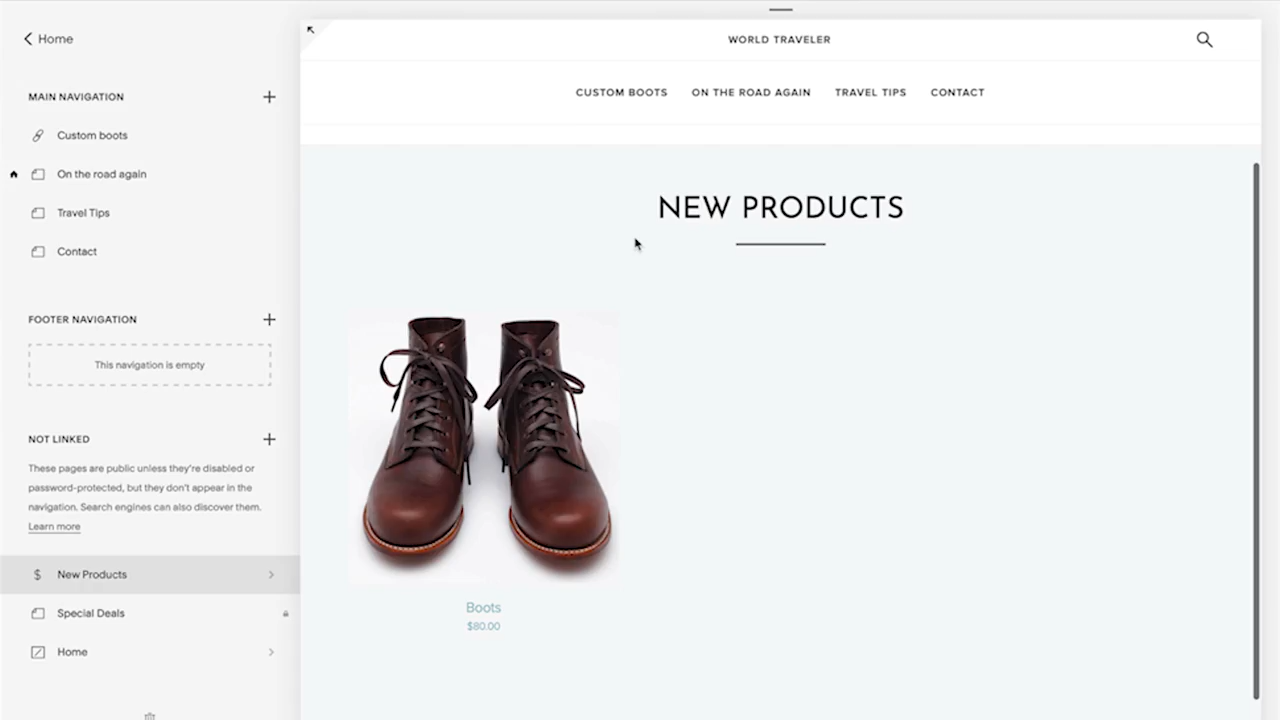 Home
MAIN NAVIGATION
Custom boots
On the road again
Travel Tips
Contact
FOOTER NAVIGATION
This navigation is empty
NOT LINKED
These pages are public unless they're disabled or
password-protected, but they don't appear in the
navigation. Search engines can also discover them.
Learn more
$ New Products
Special Deals
Home
WORLD TRAVELER
CUSTOM BOOTS ON THE ROAD AGAIN TRAVEL TIPS CONTACT
NEW PRODUCTS
Boots
$80.00